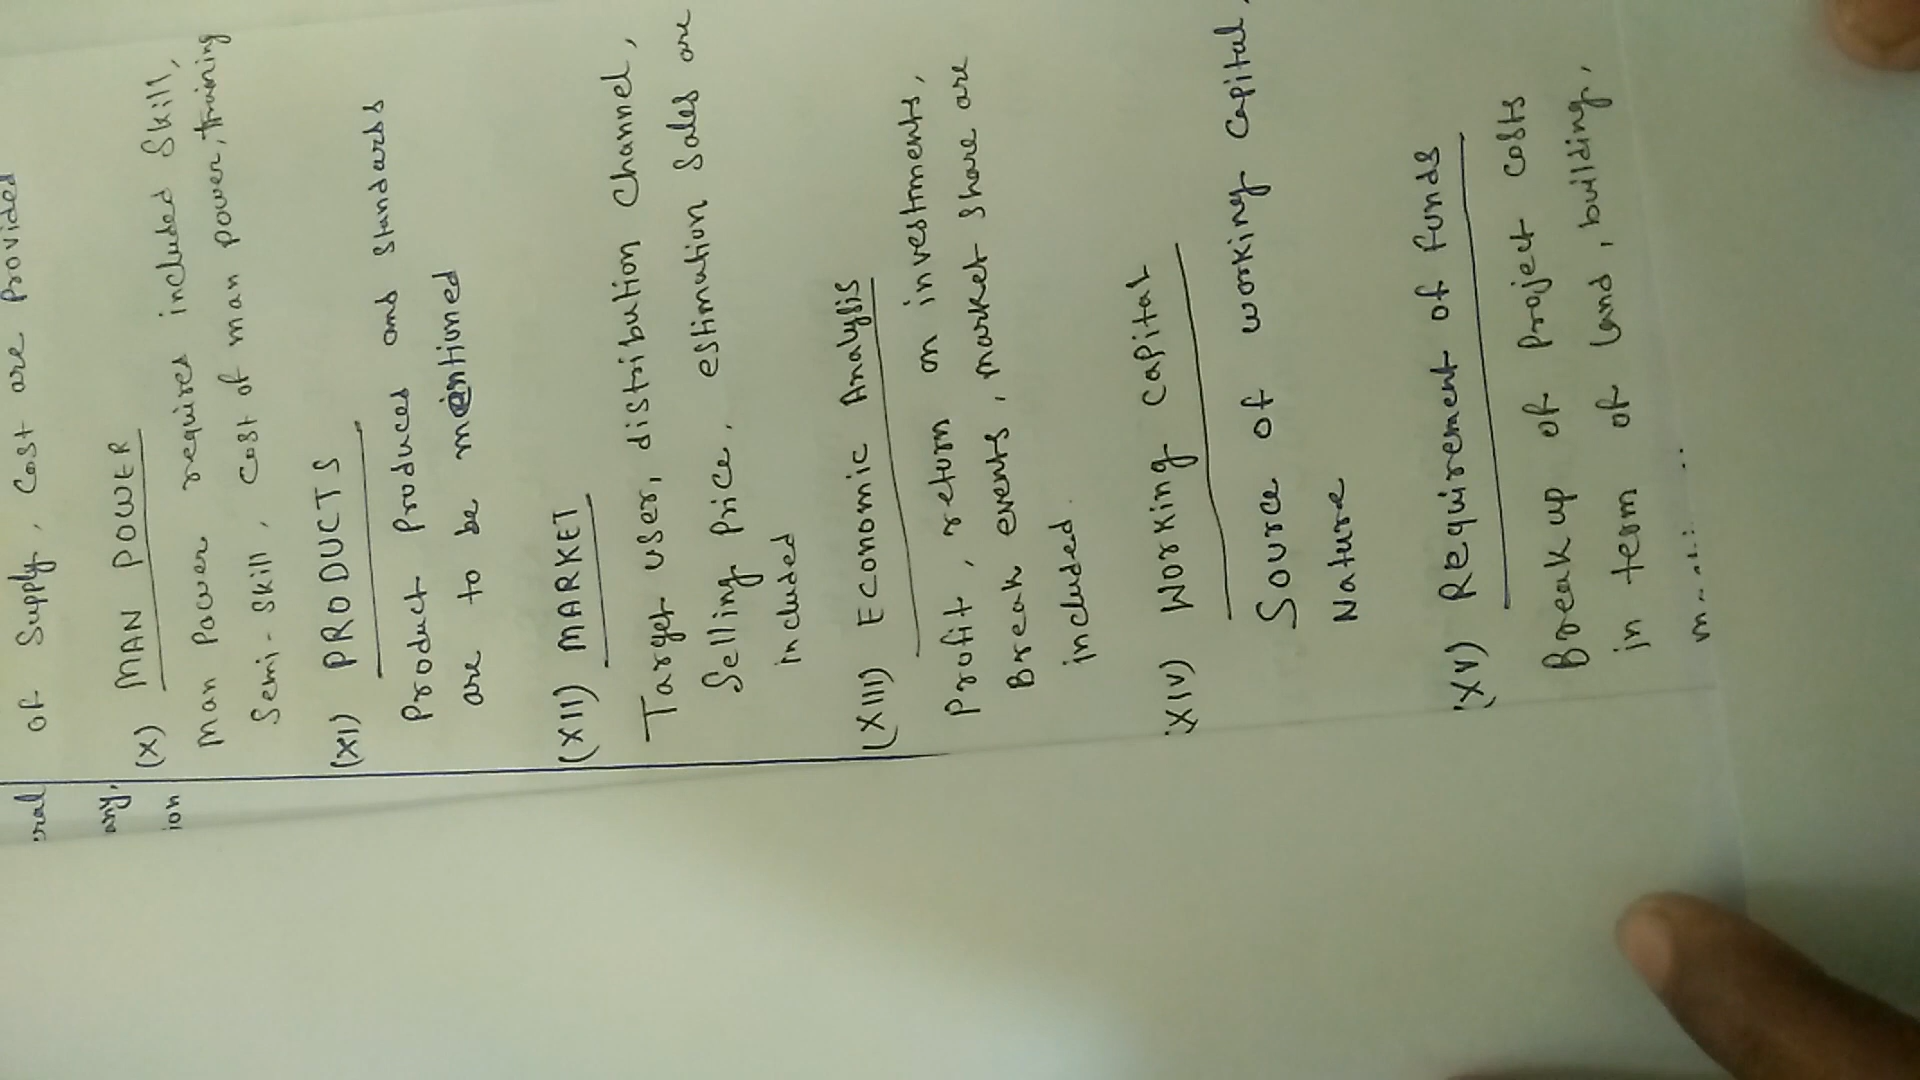 of Supply, Cost are provided
(X) MAN POWER
Man Power required included Skill,
Semi-Skill, cost of man power, training
(XI) PRODUCTS
Product produced and standards
are to be mentioned
(XII) MARKET
Target user, distribution channel,
Selling Price, estimation Sales are
included
(XIII) Economic Analysis
Profit, return on investments,
Break events, market share are
included.
(XIV) Working capital
Source of working capital,
Nature
(XV) Requirement of funds
Break up of Project costs
in term of land, building,
eral
any,
ion